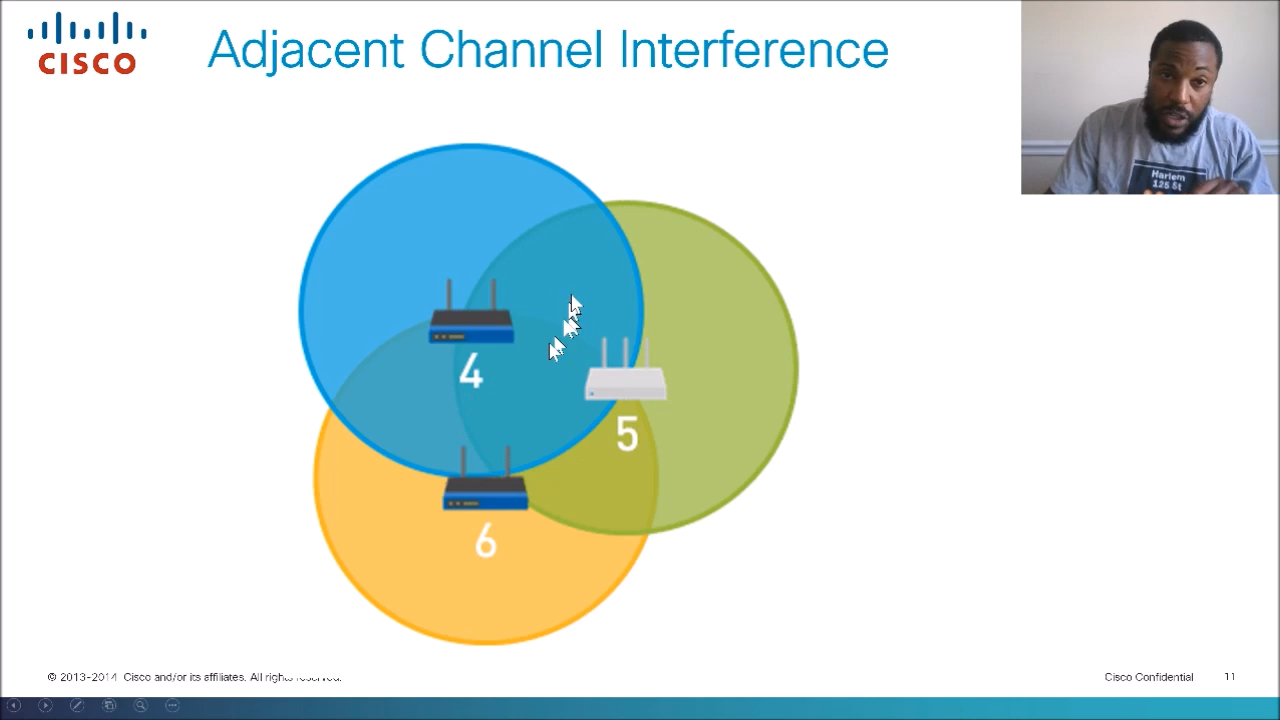 CISCO
Adjacent Channel Interference
Harlem
125 St
4
5
6
© 2013-2014 Cisco and/or its affiliates. All rights reserved.
Cisco Confidential
11